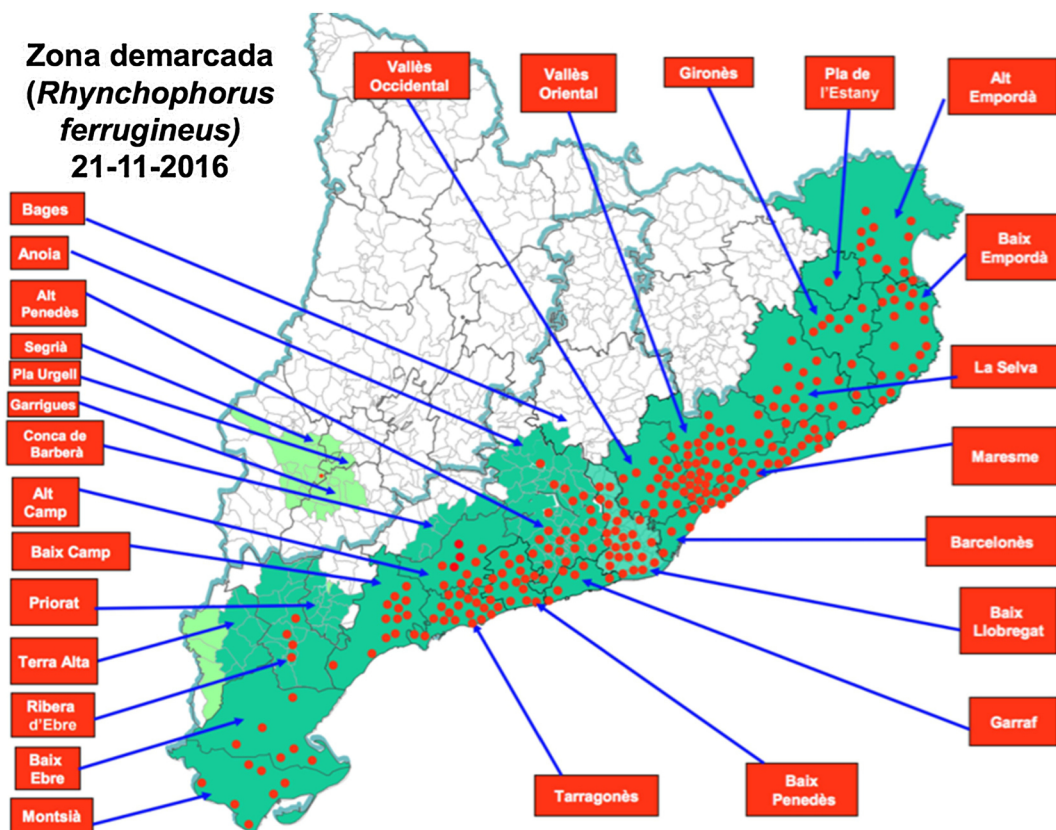 Zona demarcada
(Rhynchophorus
ferrugineus)
21-11-2016
Vallès
Occidental
Vallès
Oriental
Gironès
Pla de
l'Estany
Alt
Empordà
Bages
Anoia
Alt
Penedès
Segrià
Pla Urgell
Garrigues
Conca de
Barberà
Alt
Camp
Baix Camp
Priorat
Terra Alta
Ribera
d'Ebre
Baix
Ebre
Montsià
Baix
Empordà
La Selva
Maresme
Barcelonès
Baix
Llobregat
Garraf
Tarragonès
Baix
Penedès